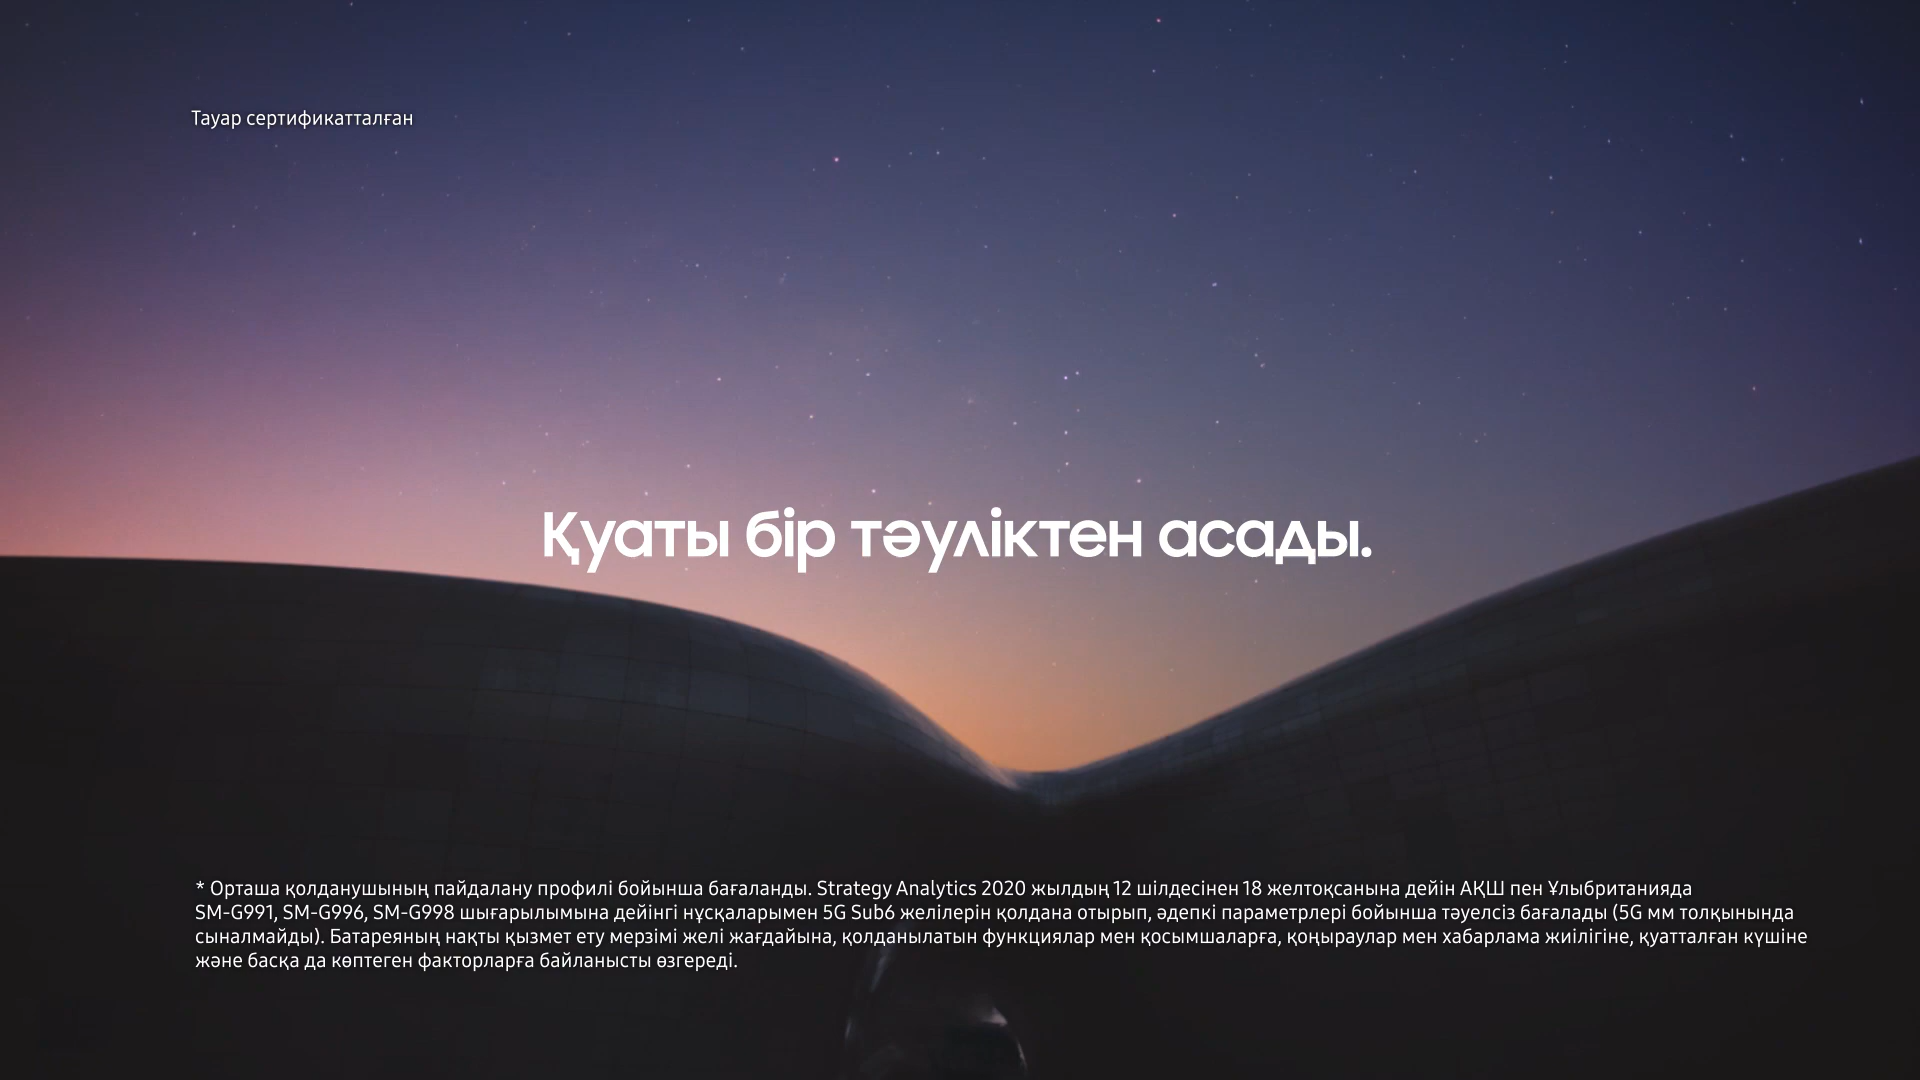 Тауар сертификатталған
Қуаты бір тәуліктен асады.
* Орташа қолданушының пайдалану профилі бойынша бағаланды. Strategy Analytics 2020 жылдың 12 шілдесінен 18 желтоқсанына дейін АҚШ пен Ұлыбританияда
SM-G991, SM-G996, SM-G998 шығарылымына дейінгі нұсқаларымен 5G Sub6 желілерін қолдана отырып, әдепкі параметрлері бойынша тәуелсіз бағалады (5G мм толқынында
сыналмайды). Батареяның нақты қызмет ету мерзімі желі жағдайына, қолданылатын функциялар мен қосымшаларға, қоңыраулар мен хабарлама жиілігіне, қуатталған күшіне
және басқа да көптеген факторларға байланысты өзгереді.